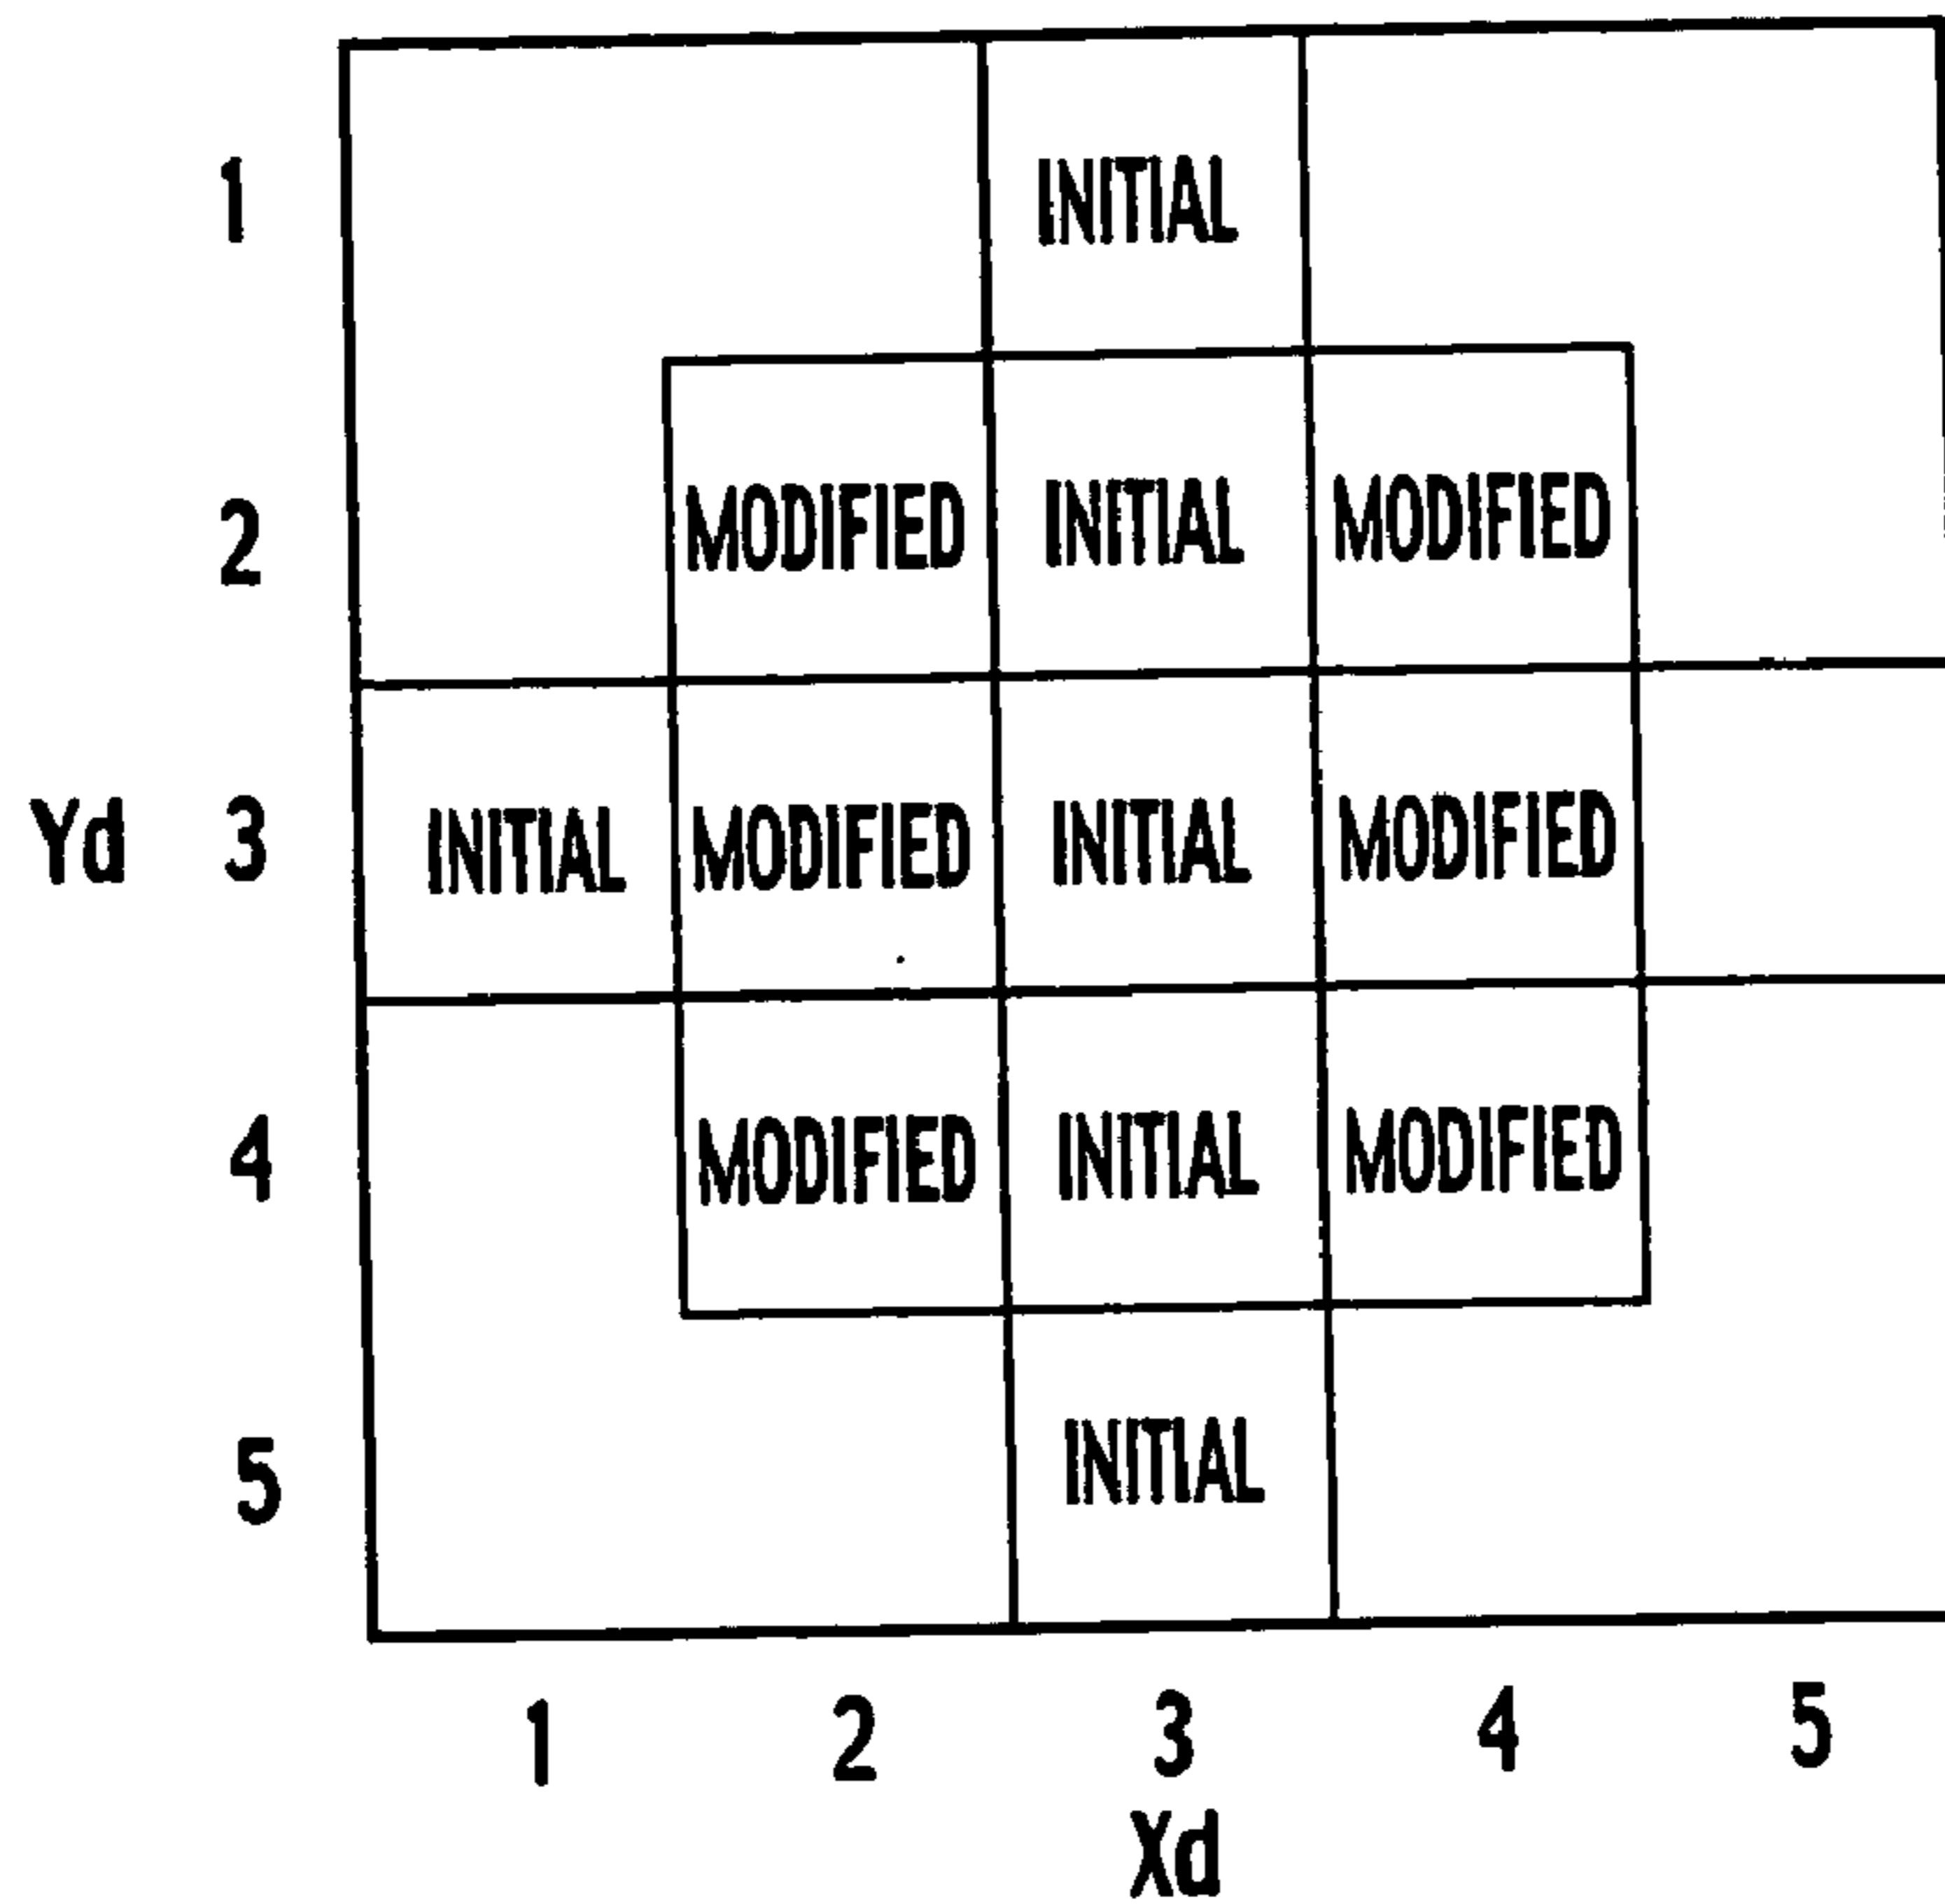 1 INITIAL
2 MODIFIED INITIAL MODIFIED
Yd 3 INITIAL MODIFIED INITIAL MODIFIED
4 MODIFIED INITIAL MODIFIED
5 INITIAL
1 2 3 4 5
Xd